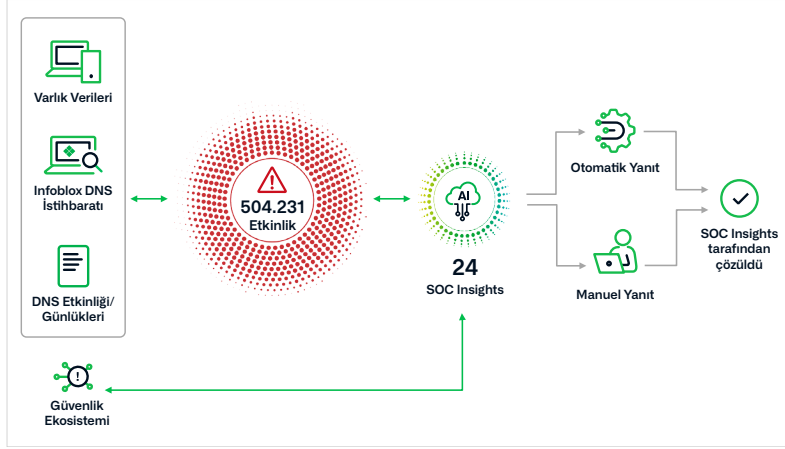 Varlık Verileri
Infoblox DNS
İstihbaratı
DNS Etkinliği/
Günlükleri
Güvenlik
Ekosistemi
504.231
Etkinlik
AI
24
SOC Insights
Otomatik Yanıt
Manuel Yanıt
SOC Insights
tarafından
çözüldü